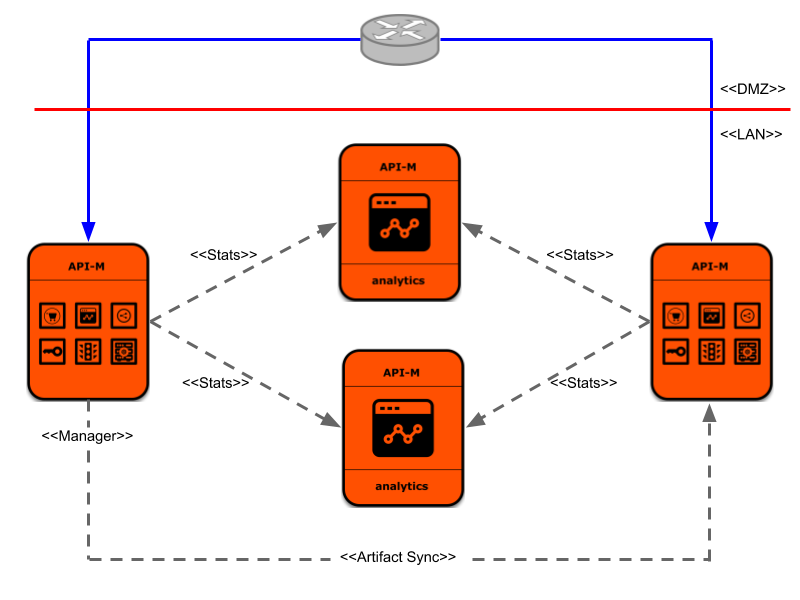 <<DMZ>>
<<LAN>>
API-M
analytics
<<Stats>>
<<Stats>>
API-M
API-M
<<Stats>>
<<Stats>>
API-M
analytics
<<Manager>>
<<Artifact Sync>>